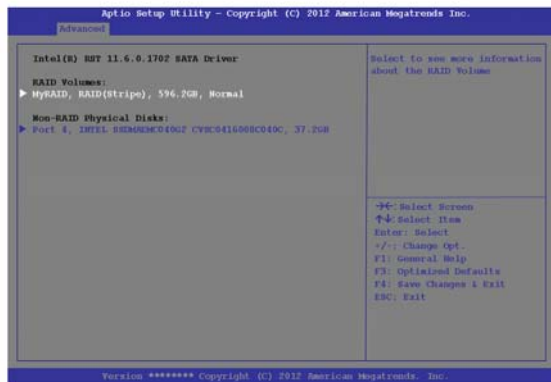 Aptio Setup Utility - Copyright (C) 2012 American Megatrends Inc.
Advanced
Intel(R) RST 11.6.0.1702 SATA Driver
RAID Volumes:
MyRAID, RAID(Stripe), 596.2GB, Normal
Non-RAID Physical Disks:
Port 4, INTEL 37.2GB
Select to see more information
about the RAID Volume
→←: Select Screen
↑↓: Select Item
Enter: Select
+/-: Change Opt.
F1: General Help
F3: Optimized Defaults
F4: Save Changes & Exit
ESC: Exit
Version ******** Copyright (C) 2012 American Megatrends. Inc.